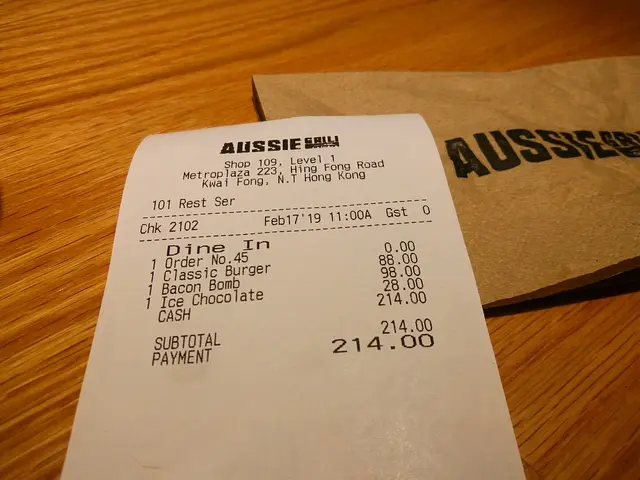 AUSSIE GRILL
Shop 109, Level 1
Metroplaza 223, Hing Fong Road
Kwai Fong, N.T Hong Kong
101 Rest Ser
Chk 2102 Feb17'19 11:00A Gst 0
Dine In
1 Order No.45 0.00
1 Classic Burger 88.00
1 Bacon Bomb 98.00
1 Ice Chocolate 28.00
CASH 214.00
SUBTOTAL 214.00
PAYMENT 214.00
AUSSIE